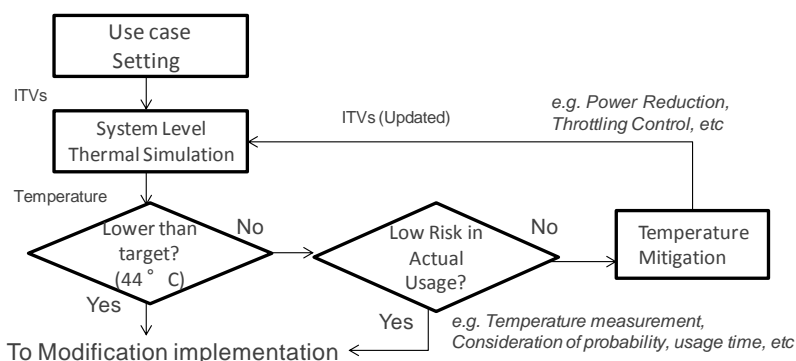 Use case
Setting
ITVs
e.g. Power Reduction,
Throttling Control, etc
ITVs (Updated)
System Level
Thermal Simulation
Temperature
Lower than
target?
(44° C)
No
Low Risk in
Actual
Usage?
No
Temperature
Mitigation
Yes
Yes
e.g. Temperature measurement,
Consideration of probability, usage time, etc
To Modification implementation